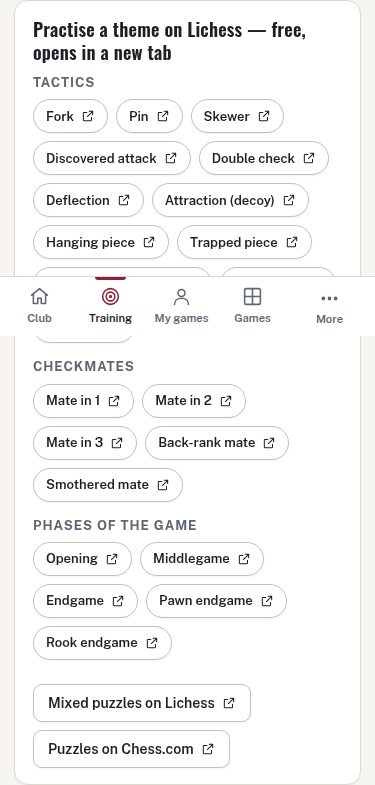 Practise a theme on Lichess — free,
opens in a new tab
TACTICS
Fork Pin Skewer
Discovered attack Double check
Deflection Attraction (decoy)
Hanging piece Trapped piece
Club Training My games Games More
CHECKMATES
Mate in 1 Mate in 2
Mate in 3 Back-rank mate
Smothered mate
PHASES OF THE GAME
Opening Middlegame
Endgame Pawn endgame
Rook endgame
Mixed puzzles on Lichess
Puzzles on Chess.com